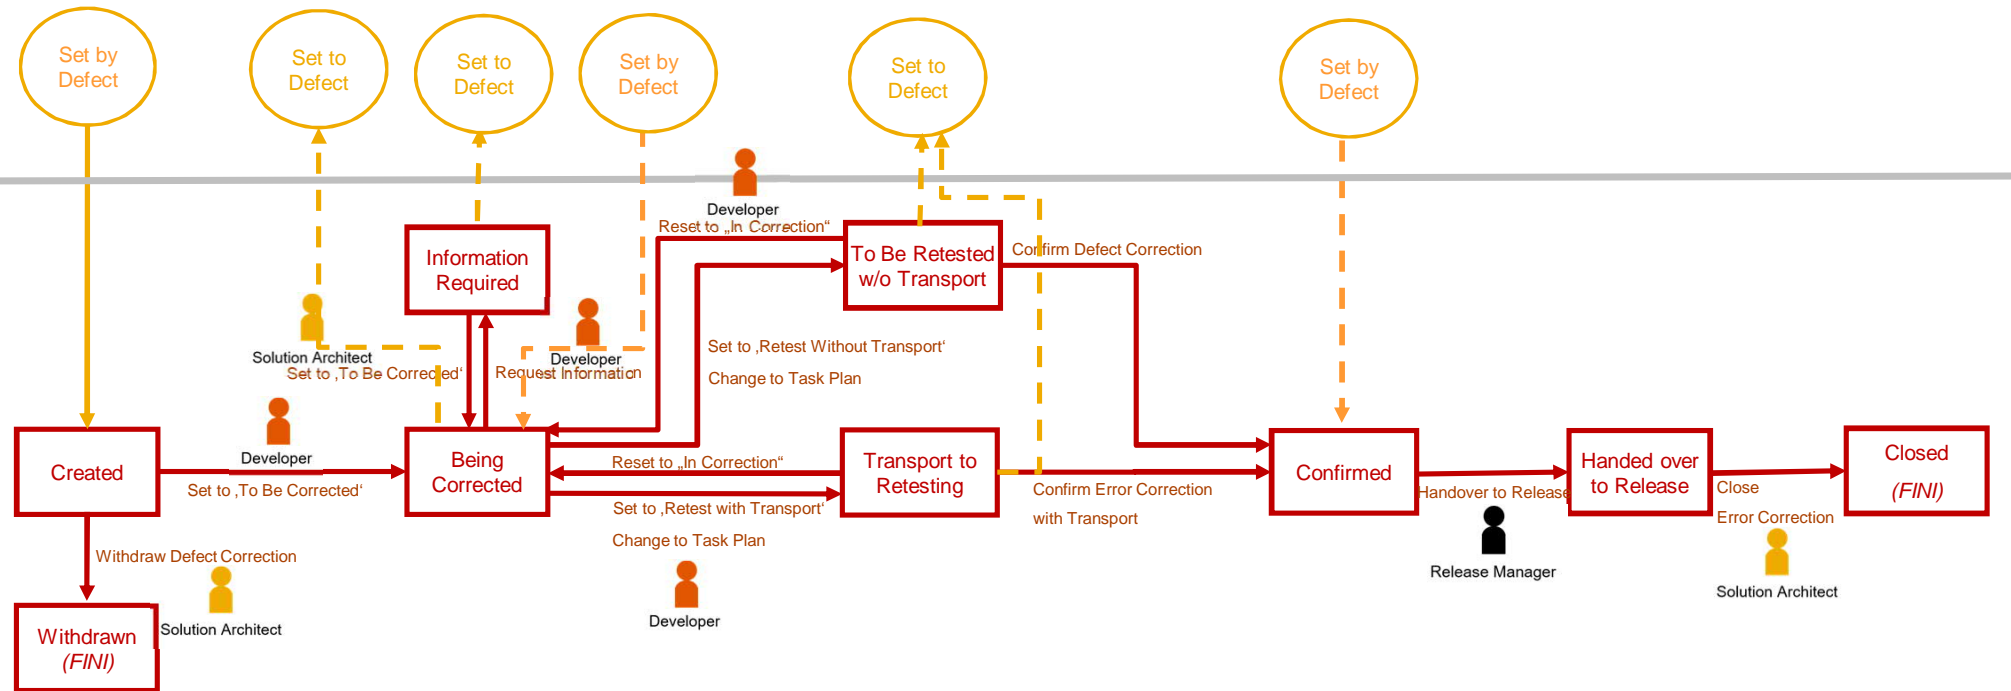 Set by
Defect
Set to
Defect
Set to
Defect
Set by
Defect
Set to
Defect
Set by
Defect
Developer
Reset to „In Correction“
Information
Required
To Be Retested
w/o Transport
Confirm Defect Correction
Solution Architect
Set to ‚To Be Corrected‘
Developer
Request Information
Set to ‚Retest Without Transport‘
Change to Task Plan
Created
Developer
Set to ‚To Be Corrected‘
Being
Corrected
Reset to „In Correction“
Set to ‚Retest with Transport‘
Change to Task Plan
Developer
Transport to
Retesting
Confirm Error Correction
with Transport
Confirmed
Handover to Release
Release Manager
Handed over
to Release
Close
Error Correction
Solution Architect
Closed
(FINI)
Withdraw Defect Correction
Solution Architect
Withdrawn
(FINI)